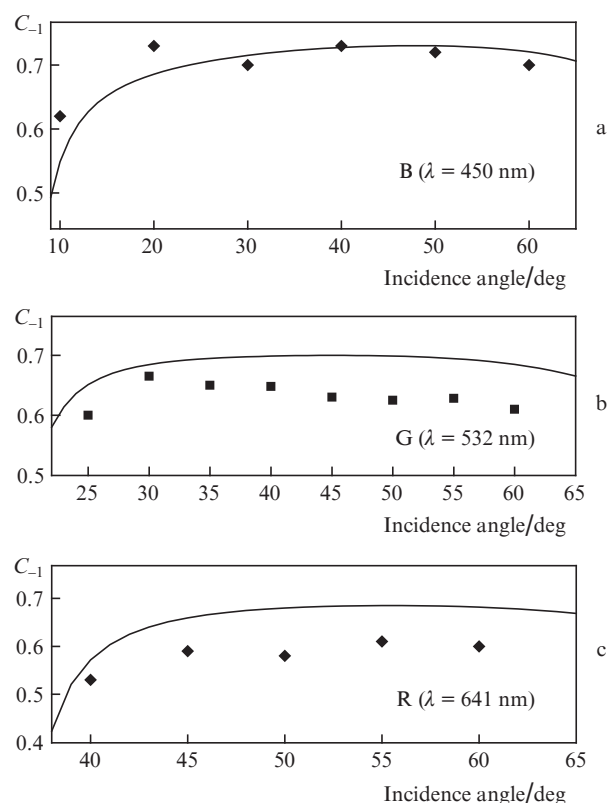 C₋₁
0.7
0.6
0.5
a
B (λ = 450 nm)
10 20 30 40 50 60
Incidence angle/deg
C₋₁
0.7
0.6
0.5
b
G (λ = 532 nm)
25 30 35 40 45 50 55 60 65
Incidence angle/deg
C₋₁
0.7
0.6
0.5
0.4
c
R (λ = 641 nm)
40 45 50 55 60 65
Incidence angle/deg